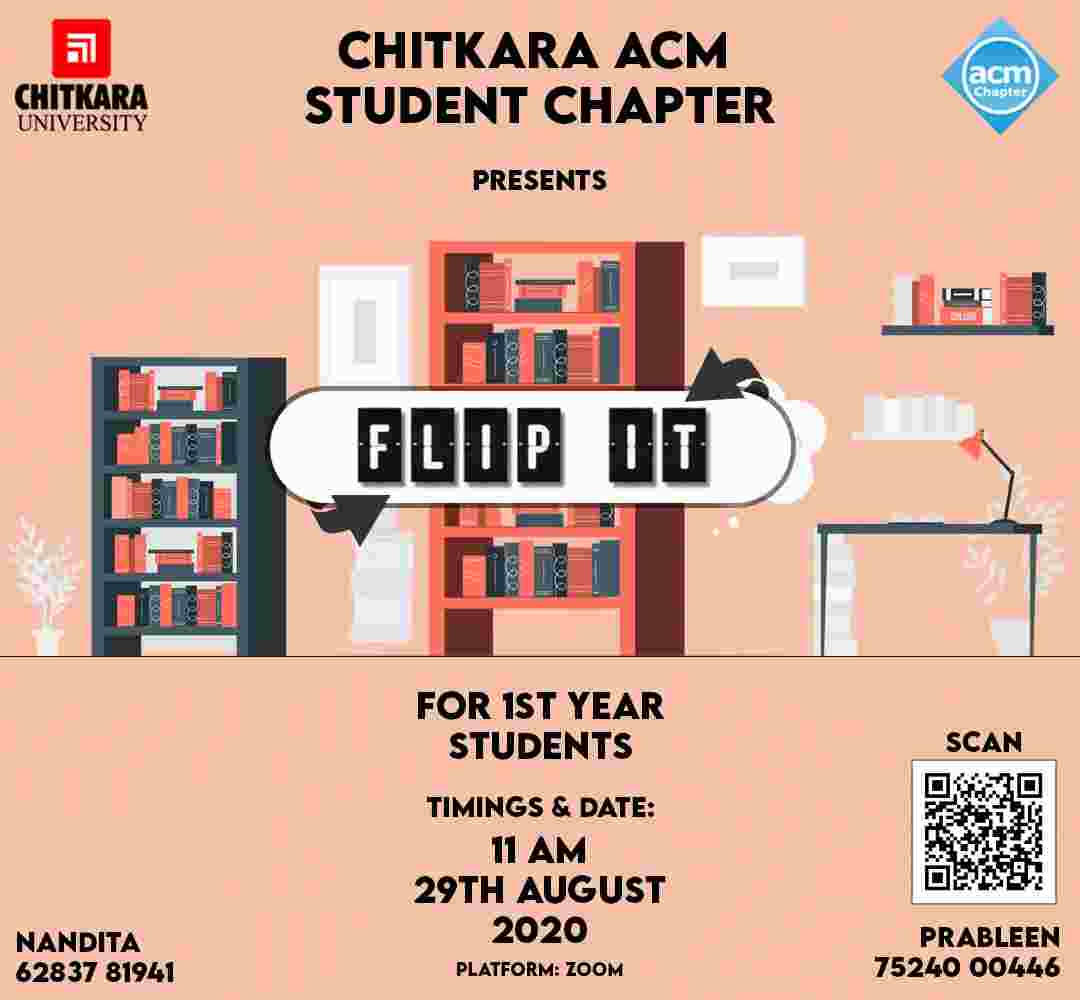 CHITKARA
UNIVERSITY
CHITKARA ACM
STUDENT CHAPTER
acm
Chapter
PRESENTS
FLIP IT
FOR 1ST YEAR
STUDENTS
TIMINGS & DATE:
11 AM
29TH AUGUST
2020
PLATFORM: ZOOM
SCAN
NANDITA
62837 81941
PRABLEEN
75240 00446